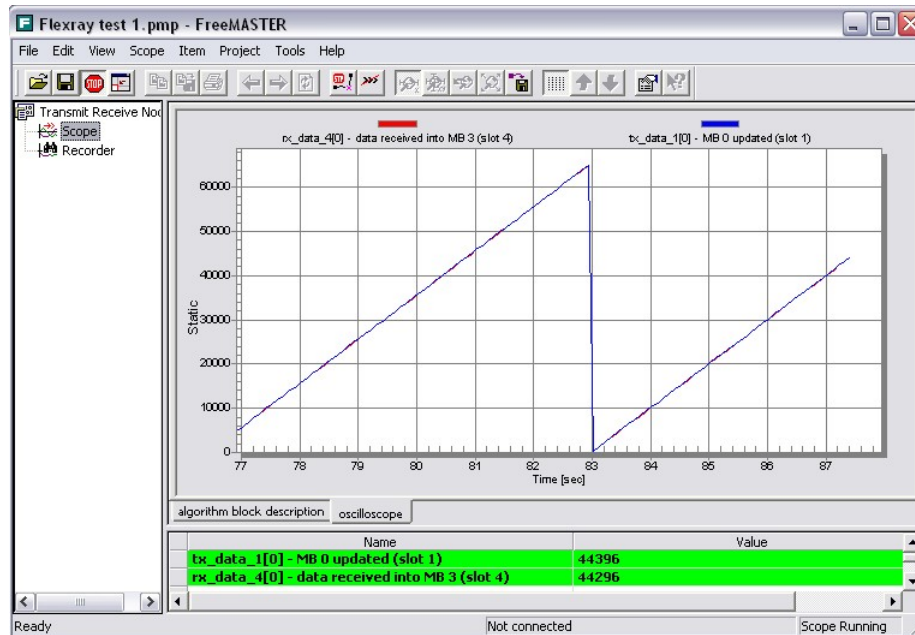 Flexray test 1.pmp - FreeMASTER
File Edit View Scope Item Project Tools Help
Transmit Receive Nod
Scope
Recorder
rx_data_4[0] - data received into MB 3 (slot 4) tx_data_1[0] - MB 0 updated (slot 1)
60000
50000
40000
30000
20000
10000
0
Static
77 78 79 80 81 82 83 84 85 86 87
Time [sec]
algorithm block description oscilloscope
Name Value
tx_data_1[0] - MB 0 updated (slot 1) 44396
rx_data_4[0] - data received into MB 3 (slot 4) 44296
Ready Not connected Scope Running